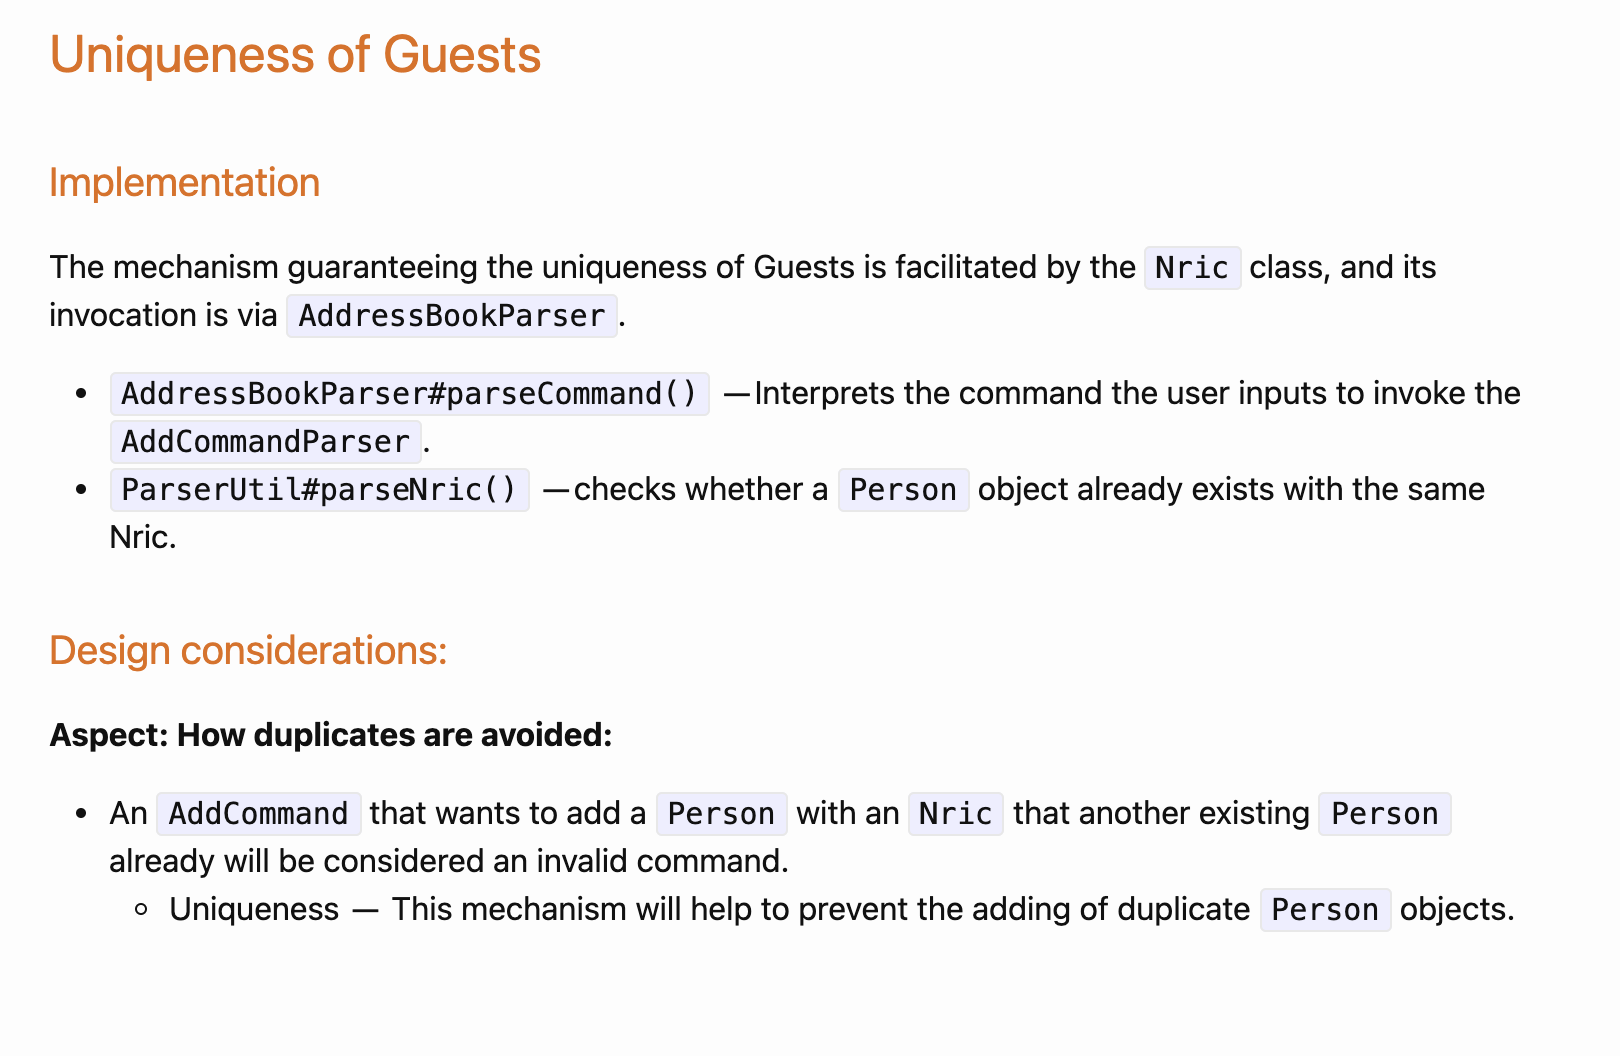 Uniqueness of Guests
Implementation
The mechanism guaranteeing the uniqueness of Guests is facilitated by the Nric class, and its
invocation is via AddressBookParser.
• AddressBookParser#parseCommand() —Interprets the command the user inputs to invoke the
AddCommandParser.
• ParserUtil#parseNric() —checks whether a Person object already exists with the same
Nric.
Design considerations:
Aspect: How duplicates are avoided:
• An AddCommand that wants to add a Person with an Nric that another existing Person
already will be considered an invalid command.
◦ Uniqueness — This mechanism will help to prevent the adding of duplicate Person objects.